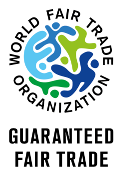 WORLD FAIR TRADE
ORGANIZATION
GUARANTEED
FAIR TRADE